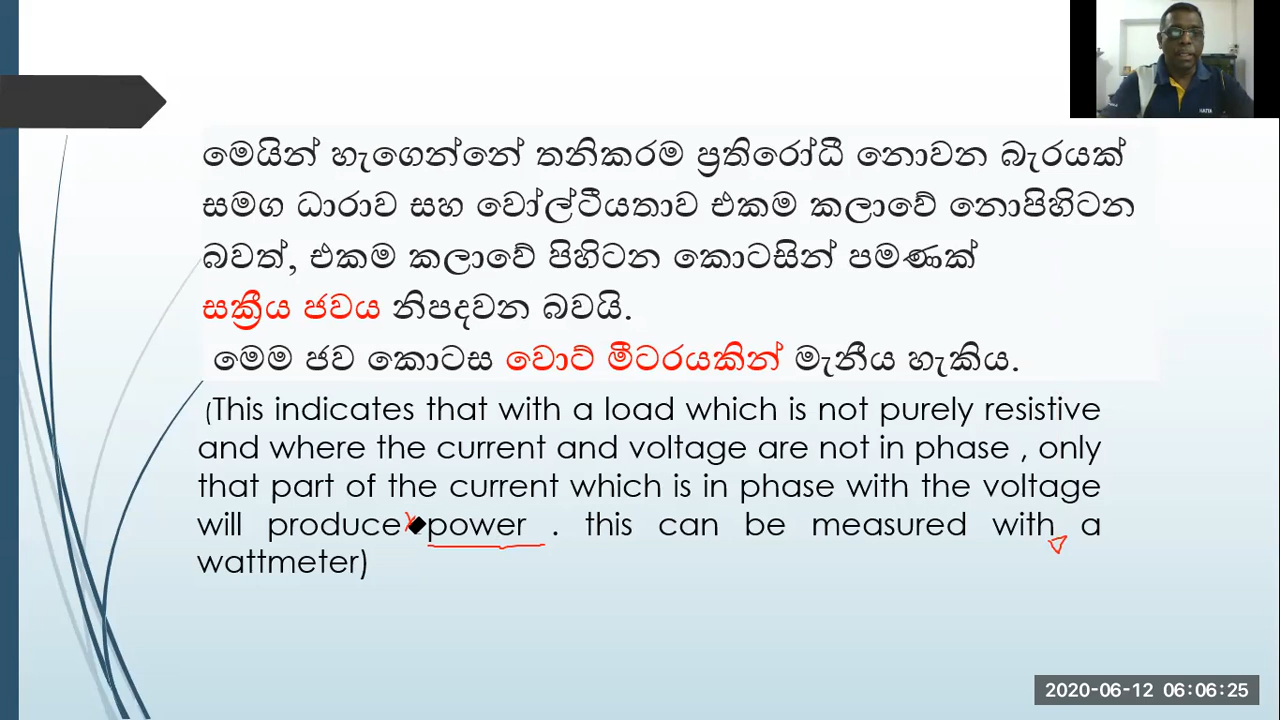 මෙයින් හැගෙන්නේ තනිකරම ප්‍රතිරෝධී නොවන බැරයක්
සමග ධාරාව සහ වෝල්ටීයතාව එකම කලාවේ නොපිහිටන
බවත්, එකම කලාවේ පිහිටන කොටසින් පමණක්
සක්‍රීය ජවය නිපදවන බවයි.
මෙම ජව කොටස වොට් මීටරයකින් මැනීය හැකිය.
(This indicates that with a load which is not purely resistive
and where the current and voltage are not in phase , only
that part of the current which is in phase with the voltage
will produce power . this can be measured with a
wattmeter)
2020-06-12 06:06:25